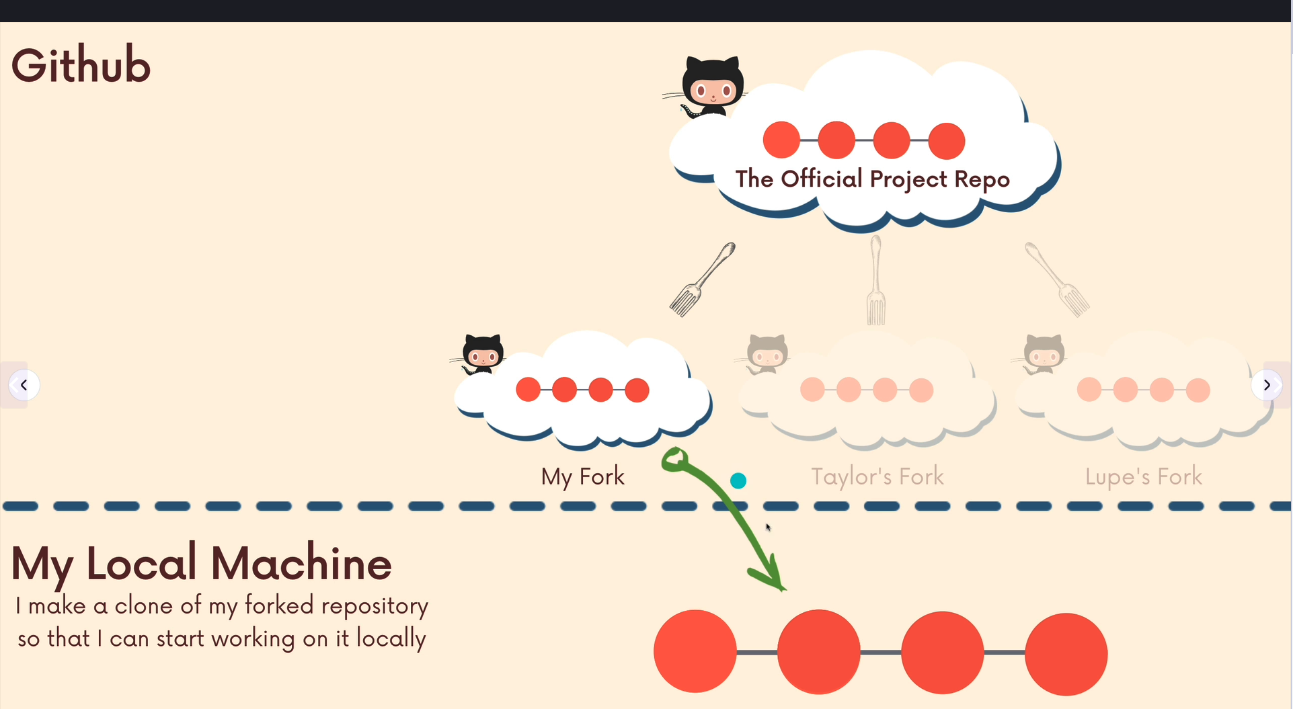 Github
The Official Project Repo
My Fork
Taylor's Fork
Lupe's Fork
My Local Machine
I make a clone of my forked repository
so that I can start working on it locally